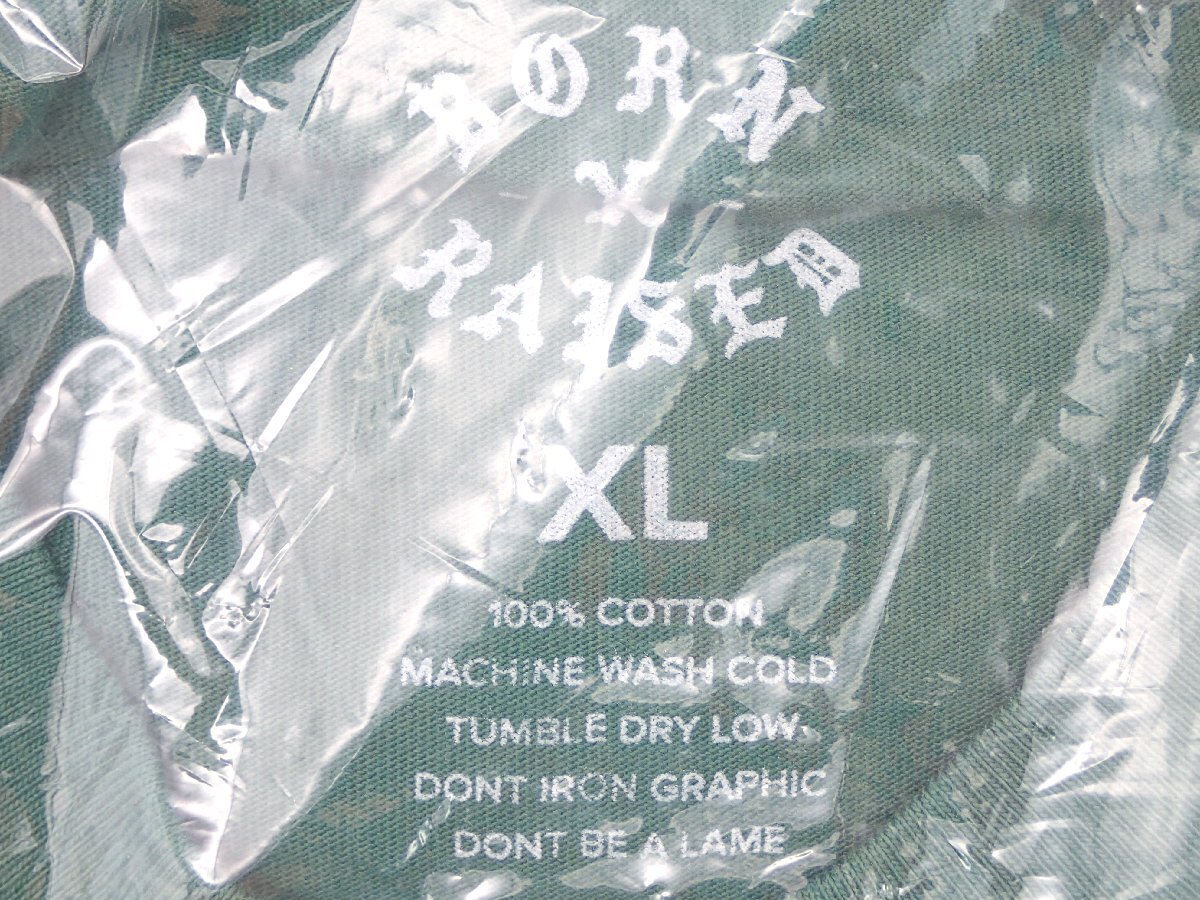 BORN
X
RAISED
XL
100% COTTON
MACHINE WASH COLD
TUMBLE DRY LOW
DONT IRON GRAPHIC
DONT BE A LAME